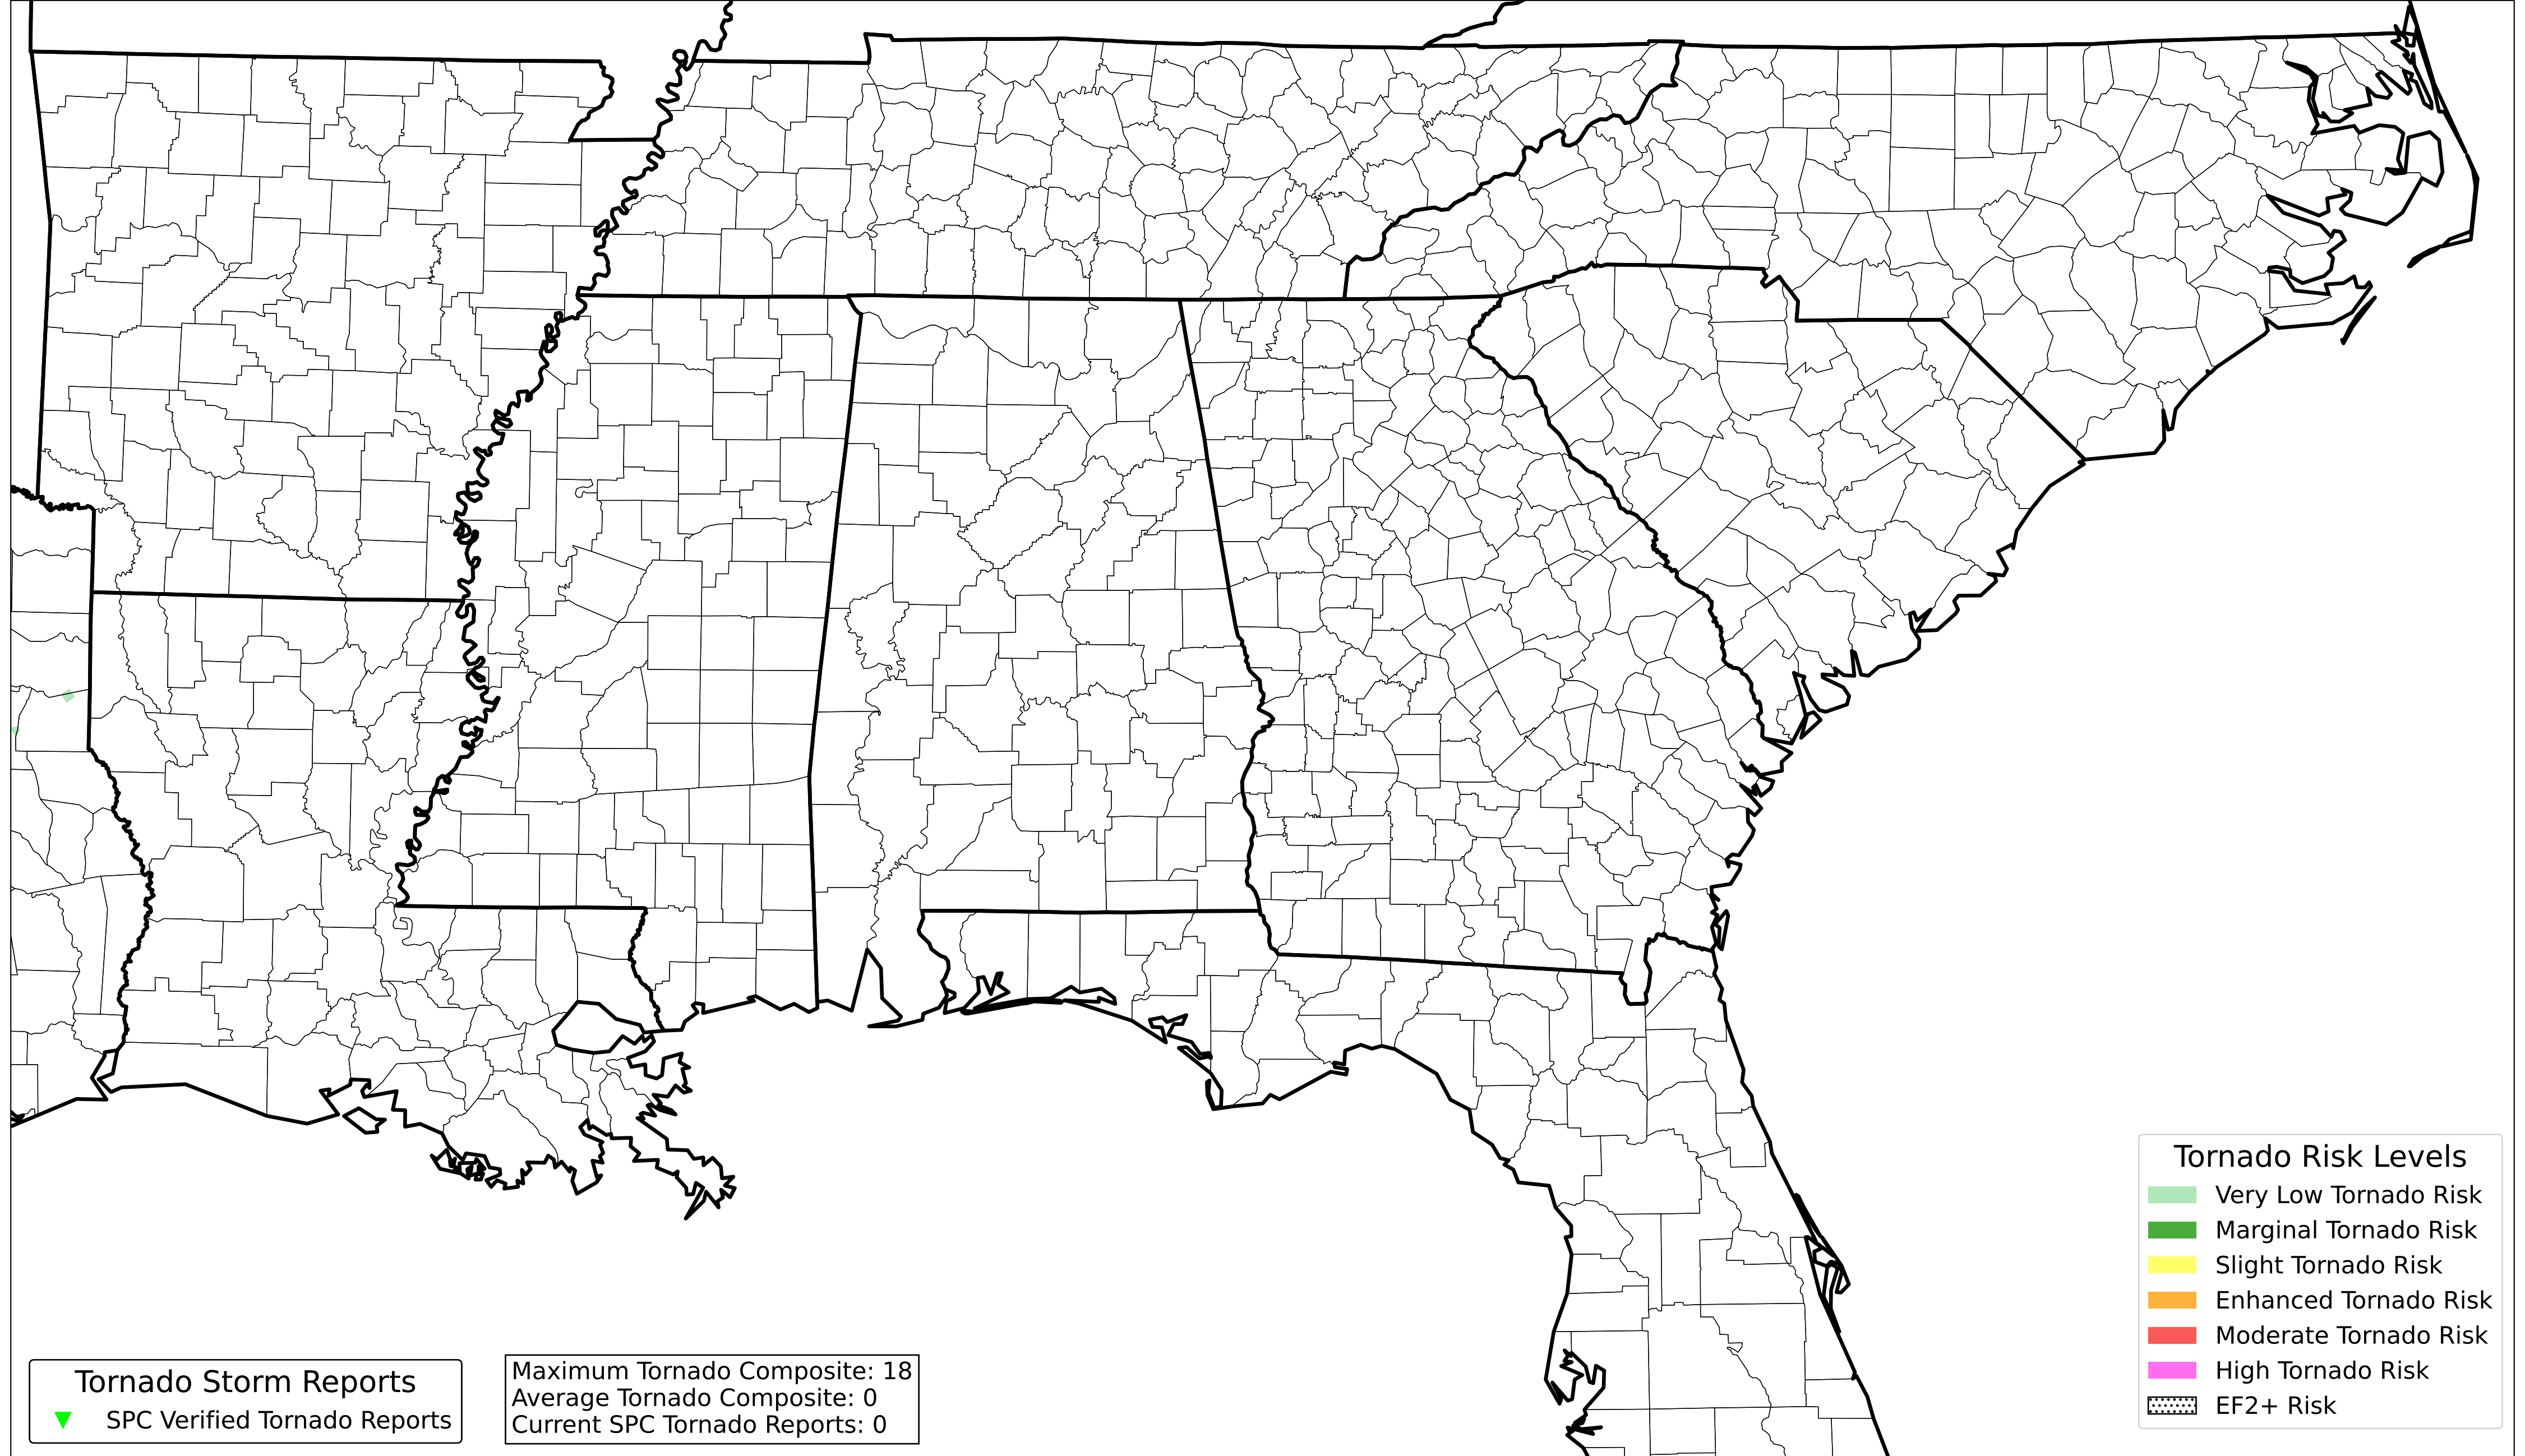 Tornado Risk Levels
Very Low Tornado Risk
Marginal Tornado Risk
Slight Tornado Risk
Enhanced Tornado Risk
Moderate Tornado Risk
High Tornado Risk
EF2+ Risk
Tornado Storm Reports
SPC Verified Tornado Reports
Maximum Tornado Composite: 18
Average Tornado Composite: 0
Current SPC Tornado Reports: 0